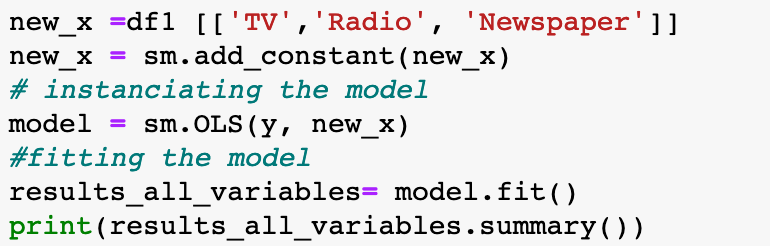 new_x =df1 [['TV','Radio', 'Newspaper']]
new_x = sm.add_constant(new_x)
# instanciating the model
model = sm.OLS(y, new_x)
#fitting the model
results_all_variables= model.fit()
print(results_all_variables.summary())